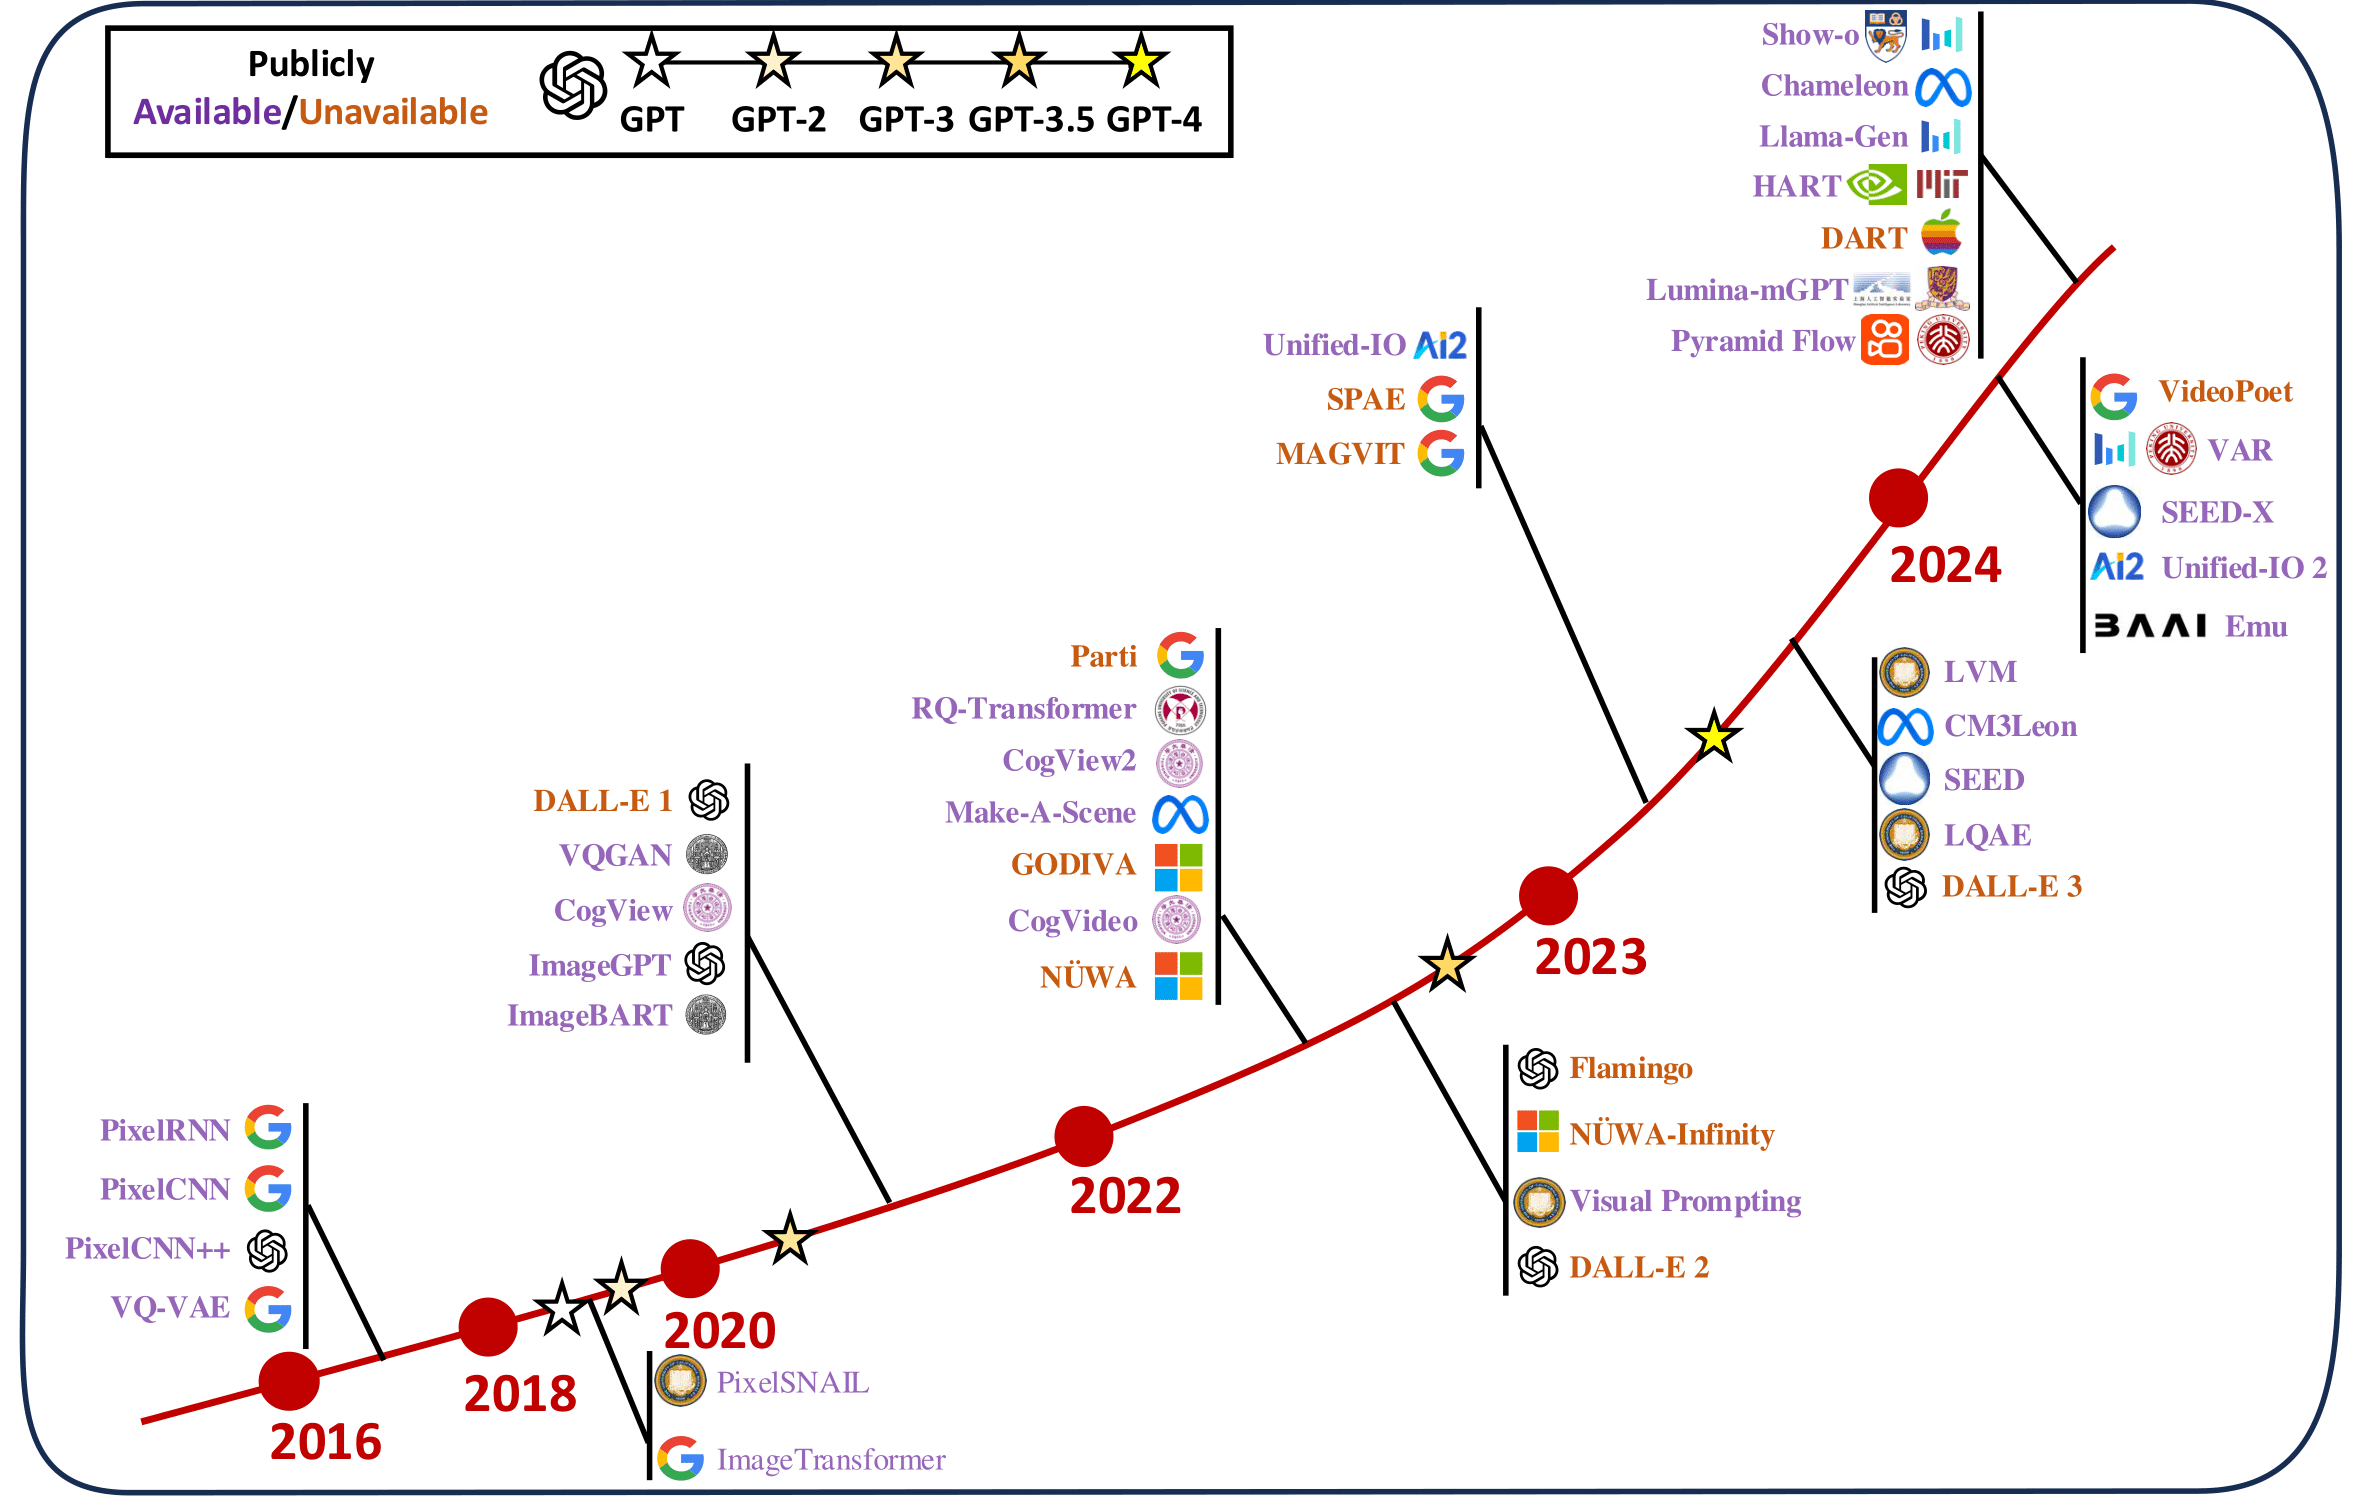 Publicly
Available/Unavailable
GPT GPT-2 GPT-3 GPT-3.5 GPT-4
Show-o
Chameleon
Llama-Gen
HART MIT
DART
Lumina-mGPT
Pyramid Flow
Unified-IO Ai2
SPAE
MAGVIT
VideoPoet
VAR
SEED-X
Ai2 Unified-IO 2
BAAI Emu
2024
Parti
RQ-Transformer
CogView2
Make-A-Scene
GODIVA
CogVideo
NÜWA
LVM
CM3Leon
SEED
LQAE
DALL-E 3
2023
DALL-E 1
VQGAN
CogView
ImageGPT
ImageBART
Flamingo
NÜWA-Infinity
Visual Prompting
DALL-E 2
2022
PixelRNN
PixelCNN
PixelCNN++
VQ-VAE
2020
2018
2016
PixelSNAIL
ImageTransformer